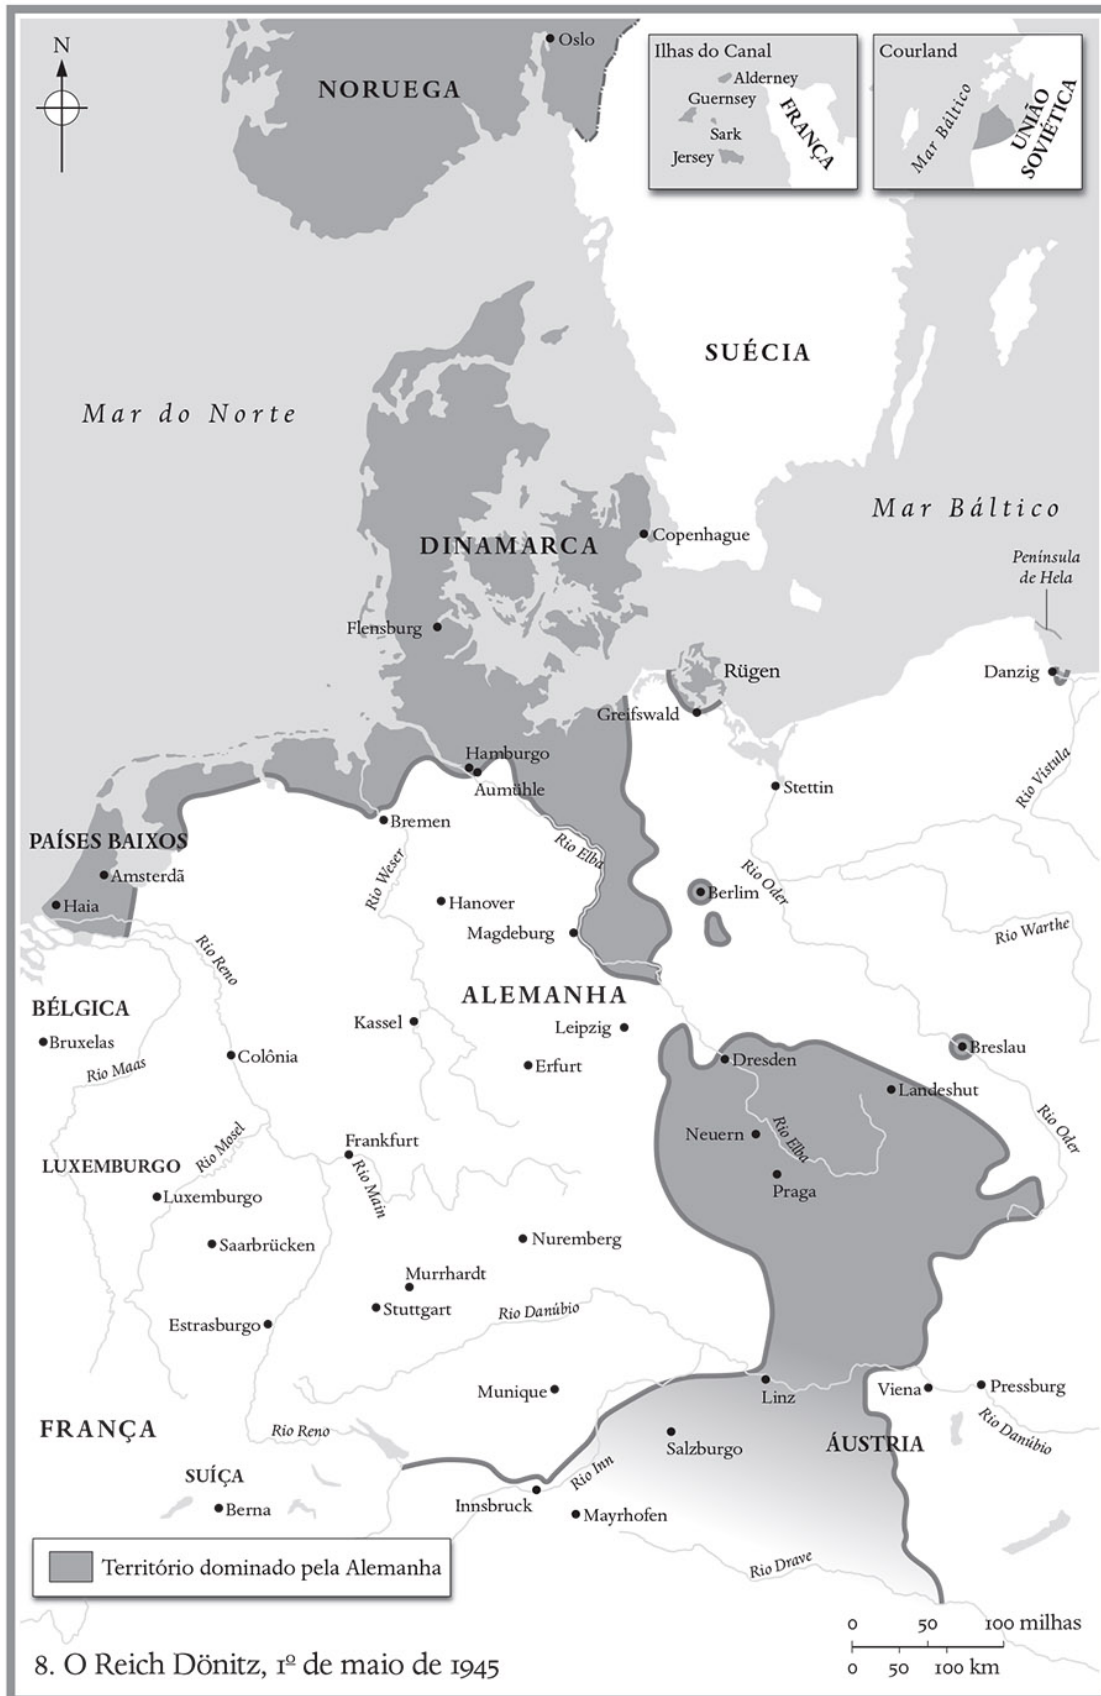 N
Oslo
NORUEGA
Ilhas do Canal
Alderney
Guernsey
Sark
Jersey
FRANÇA
Courland
Mar Báltico
UNIÃO
SOVIÉTICA
SUÉCIA
Mar do Norte
Mar Báltico
DINAMARCA
Copenhague
Península
de Hela
Flensburg
Rügen
Danzig
Greifswald
Hamburgo
Aumühle
Stettin
Rio Vístula
Bremen
PAÍSES BAIXOS
Rio Elba
Amsterdã
Rio Weser
Rio Oder
Berlim
Haia
Hanover
Magdeburg
Rio Warthe
Rio Reno
ALEMANHA
BÉLGICA
Kassel
Leipzig
Bruxelas
Colônia
Breslau
Rio Maas
Erfurt
Dresden
Landeshut
Rio Oder
Neuern
Rio Elba
Frankfurt
Rio Mosel
LUXEMBURGO
Rio Main
Luxemburgo
Praga
Saarbrücken
Nuremberg
Murrhardt
Stuttgart
Rio Danúbio
Estrasburgo
Munique
Linz
Viena
Pressburg
FRANÇA
Rio Reno
Rio Danúbio
Salzburgo
ÁUSTRIA
SUÍÇA
Rio Inn
Berna
Innsbruck
Mayrhofen
Território dominado pela Alemanha
Rio Drave
0 50 100 milhas
0 50 100 km
8. O Reich Dönitz, 1º de maio de 1945